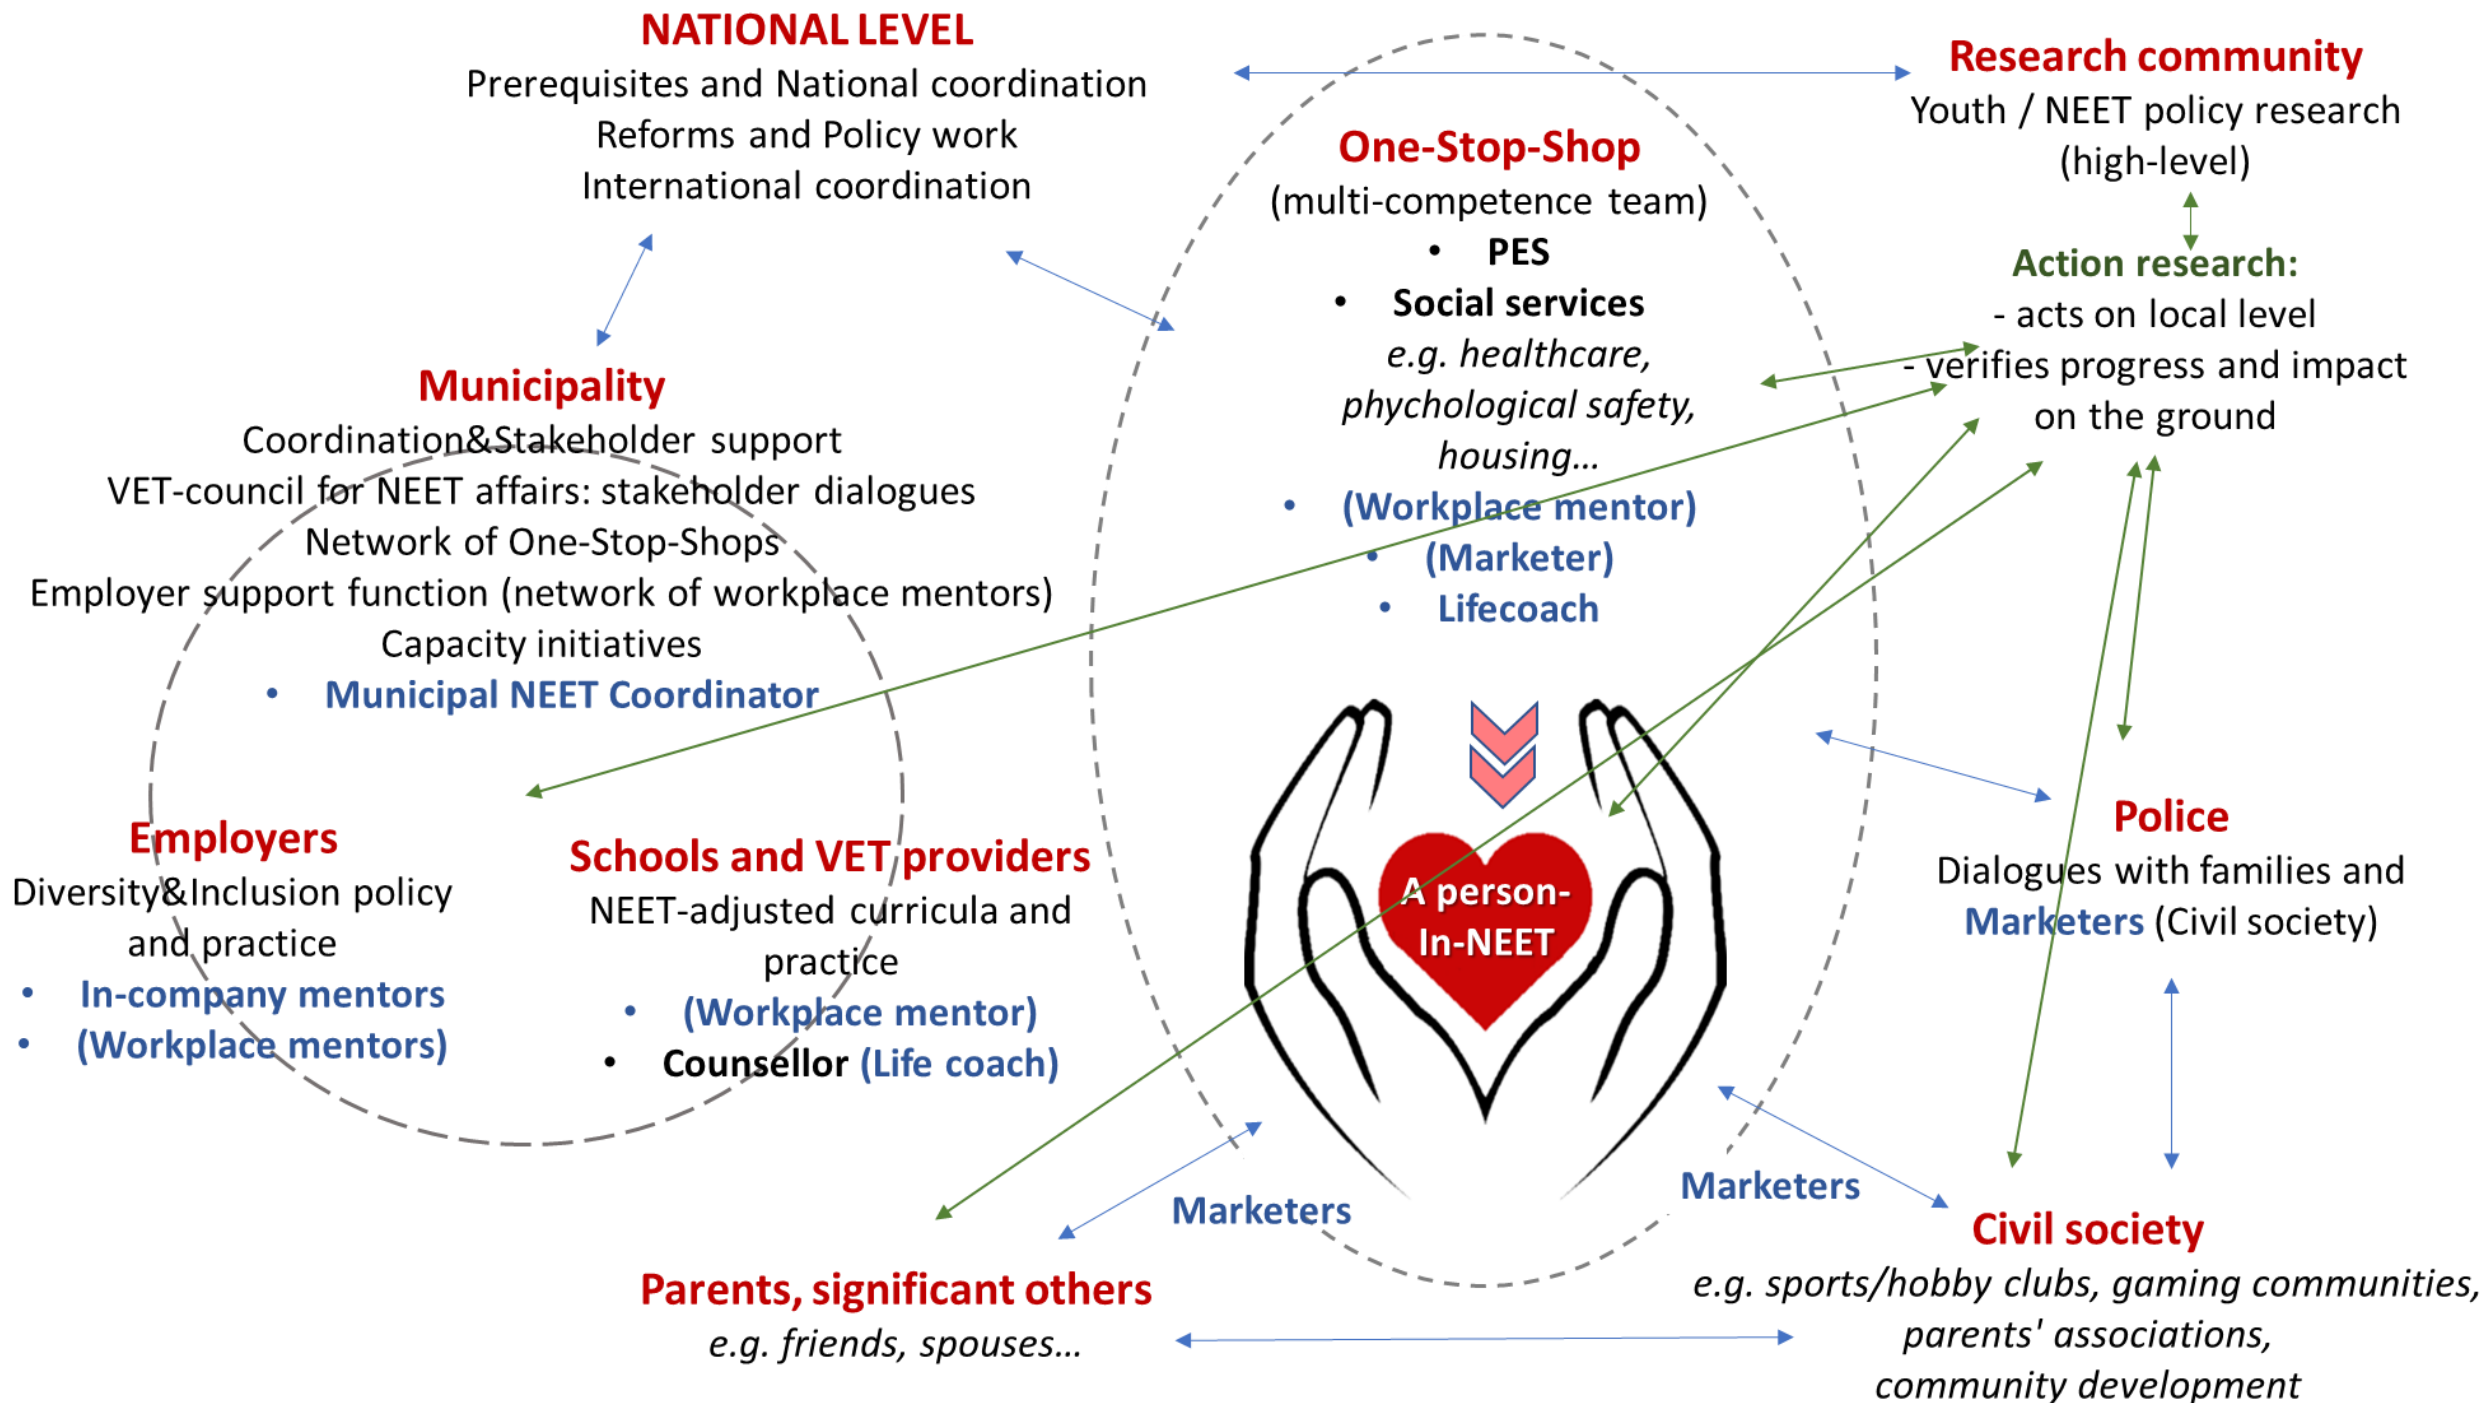 NATIONAL LEVEL
Prerequisites and National coordination
Reforms and Policy work
International coordination
Research community
Youth / NEET policy research
(high-level)
One-Stop-Shop
(multi-competence team)
• PES
• Social services
e.g. healthcare,
phychological safety,
housing...
• (Workplace mentor)
• (Marketer)
• Lifecoach
Action research:
- acts on local level
- verifies progress and impact
on the ground
Municipality
Coordination&Stakeholder support
VET-council for NEET affairs: stakeholder dialogues
Network of One-Stop-Shops
Employer support function (network of workplace mentors)
Capacity initiatives
• Municipal NEET Coordinator
Employers
Diversity&Inclusion policy
and practice
• In-company mentors
• (Workplace mentors)
Schools and VET providers
NEET-adjusted curricula and
practice
• (Workplace mentor)
• Counsellor (Life coach)
A person-
In-NEET
Police
Dialogues with families and
Marketers (Civil society)
Marketers
Marketers
Parents, significant others
e.g. friends, spouses...
Civil society
e.g. sports/hobby clubs, gaming communities,
parents' associations,
community development